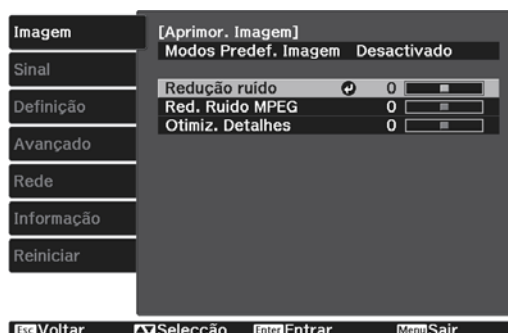 Imagem
Sinal
Definição
Avançado
Rede
Informação
Reiniciar
[Aprimor. Imagem]
Modos Predef. Imagem Desactivado
Redução ruído 0
Red. Ruido MPEG 0
Otimiz. Detalhes 0
Esc Voltar Selecção Enter Entrar Menu Sair